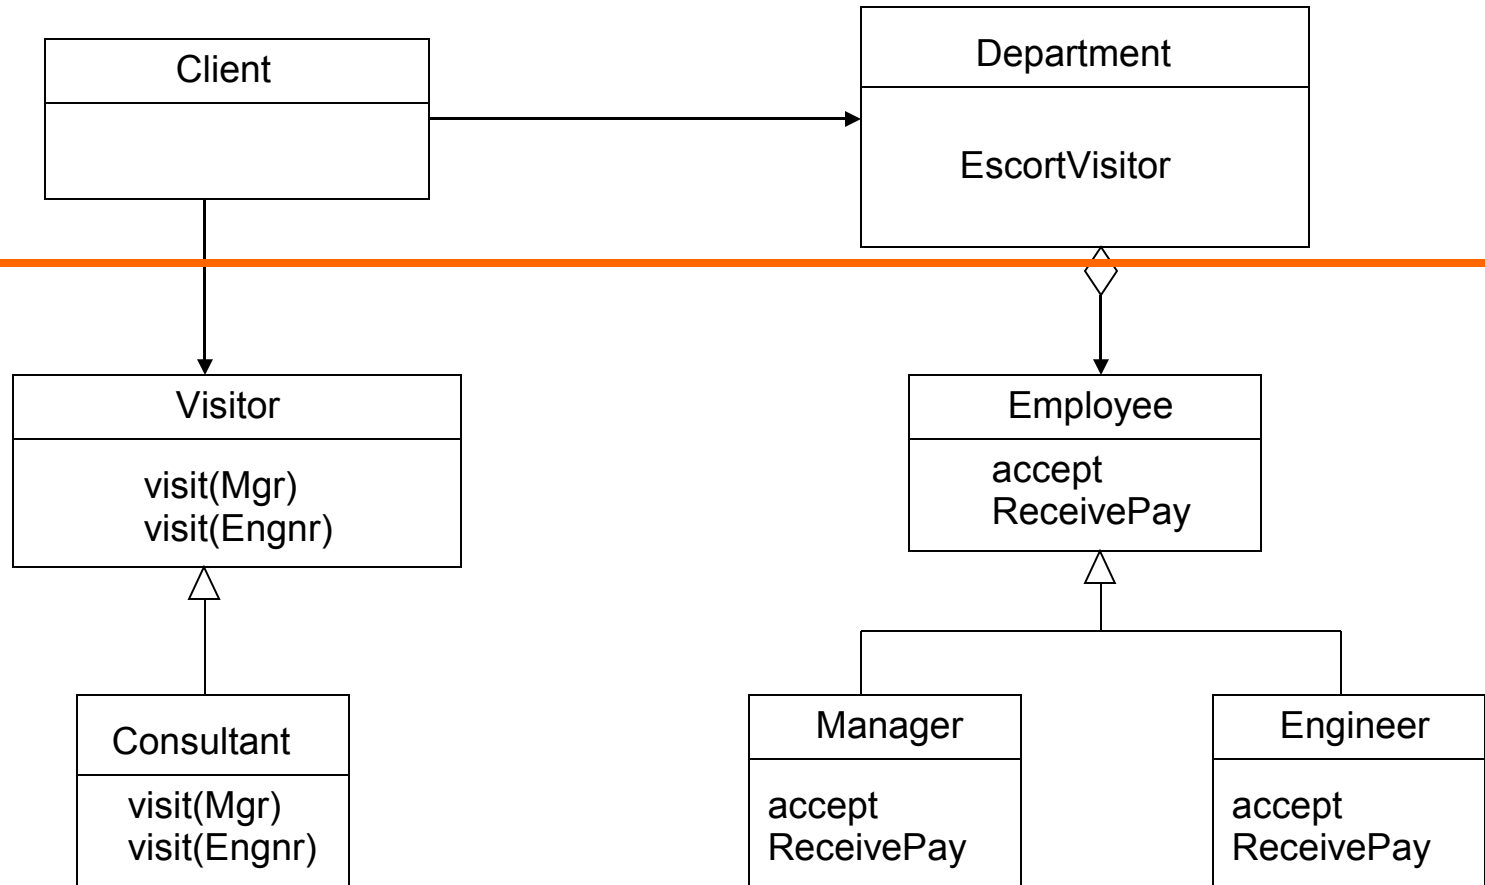 Client
Department
EscortVisitor
Visitor
visit(Mgr)
visit(Engnr)
Employee
accept
ReceivePay
Consultant
visit(Mgr)
visit(Engnr)
Manager
accept
ReceivePay
Engineer
accept
ReceivePay